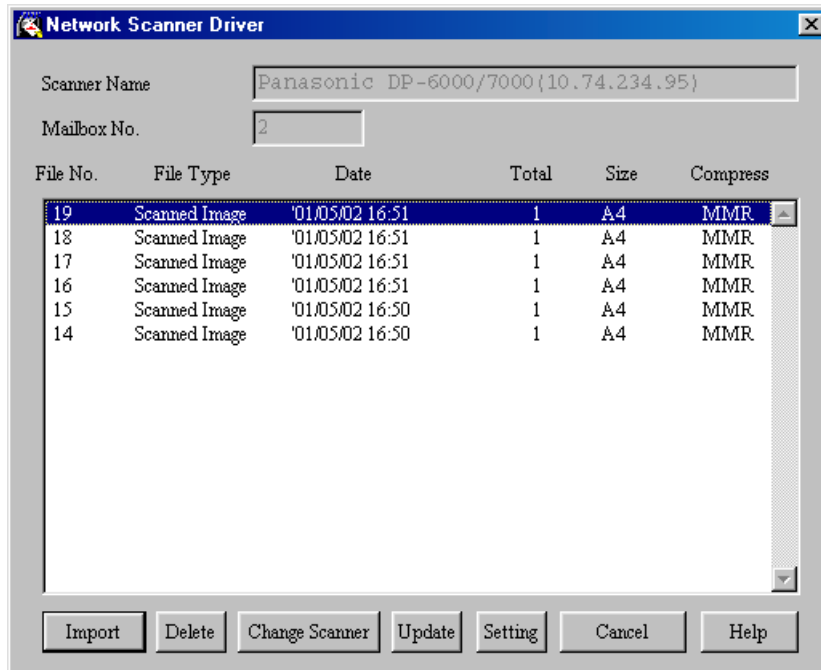 Network Scanner Driver
Scanner Name Panasonic DP-6000/7000(10.74.234.95)
Mailbox No. 2
File No. File Type Date Total Size Compress
19 Scanned Image '01/05/02 16:51 1 A4 MMR
18 Scanned Image '01/05/02 16:51 1 A4 MMR
17 Scanned Image '01/05/02 16:51 1 A4 MMR
16 Scanned Image '01/05/02 16:51 1 A4 MMR
15 Scanned Image '01/05/02 16:50 1 A4 MMR
14 Scanned Image '01/05/02 16:50 1 A4 MMR
Import Delete Change Scanner Update Setting Cancel Help